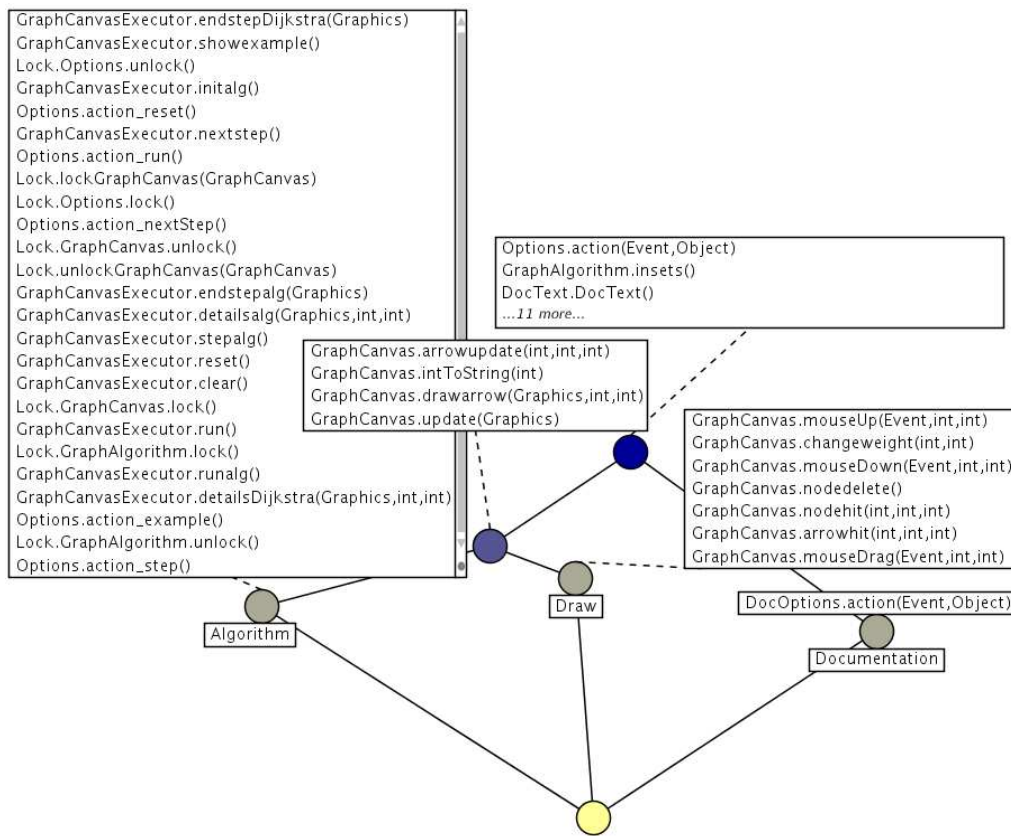 GraphCanvasExecutor.endstepDijkstra(Graphics)
GraphCanvasExecutor.showexample()
Lock.Options.unlock()
GraphCanvasExecutor.initalg()
Options.action_reset()
GraphCanvasExecutor.nextstep()
Options.action_run()
Lock.lockGraphCanvas(GraphCanvas)
Lock.Options.lock()
Options.action_nextStep()
Lock.GraphCanvas.unlock()
Lock.unlockGraphCanvas(GraphCanvas)
GraphCanvasExecutor.endstepalg(Graphics)
GraphCanvasExecutor.detailsalg(Graphics,int,int)
GraphCanvasExecutor.stepalg()
GraphCanvasExecutor.reset()
GraphCanvasExecutor.clear()
Lock.GraphCanvas.lock()
GraphCanvasExecutor.run()
Lock.GraphAlgorithm.lock()
GraphCanvasExecutor.runalg()
GraphCanvasExecutor.detailsDijkstra(Graphics,int,int)
Options.action_example()
Lock.GraphAlgorithm.unlock()
Options.action_step()
Options.action(Event,Object)
GraphAlgorithm.insets()
DocText.DocText()
...11 more...
GraphCanvas.arrowupdate(int,int,int)
GraphCanvas.intToString(int)
GraphCanvas.drawarrow(Graphics,int,int)
GraphCanvas.update(Graphics)
GraphCanvas.mouseUp(Event,int,int)
GraphCanvas.changeweight(int,int)
GraphCanvas.mouseDown(Event,int,int)
GraphCanvas.nodedelete()
GraphCanvas.nodehit(int,int,int)
GraphCanvas.arrowhit(int,int,int)
GraphCanvas.mouseDrag(Event,int,int)
DocOptions.action(Event,Object)
Algorithm
Draw
Documentation